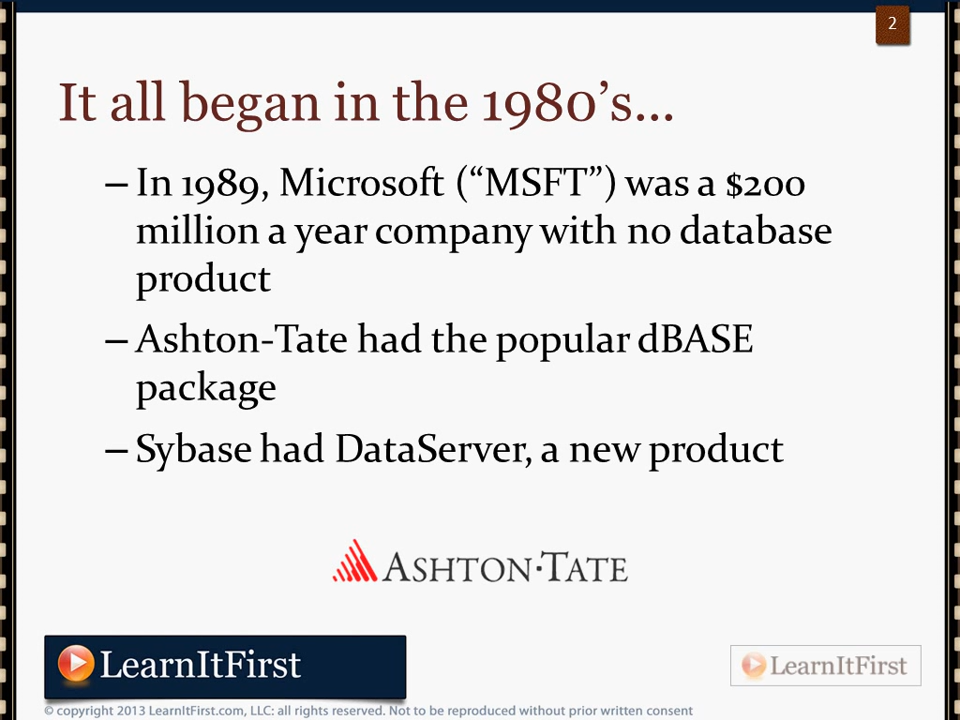 2
It all began in the 1980’s…
– In 1989, Microsoft (“MSFT”) was a $200
million a year company with no database
product
– Ashton-Tate had the popular dBASE
package
– Sybase had DataServer, a new product
ASHTON·TATE
LearnItFirst
LearnItFirst
© copyright 2013 LearnItFirst.com, LLC: all rights reserved. Not to be reproduced without prior written consent